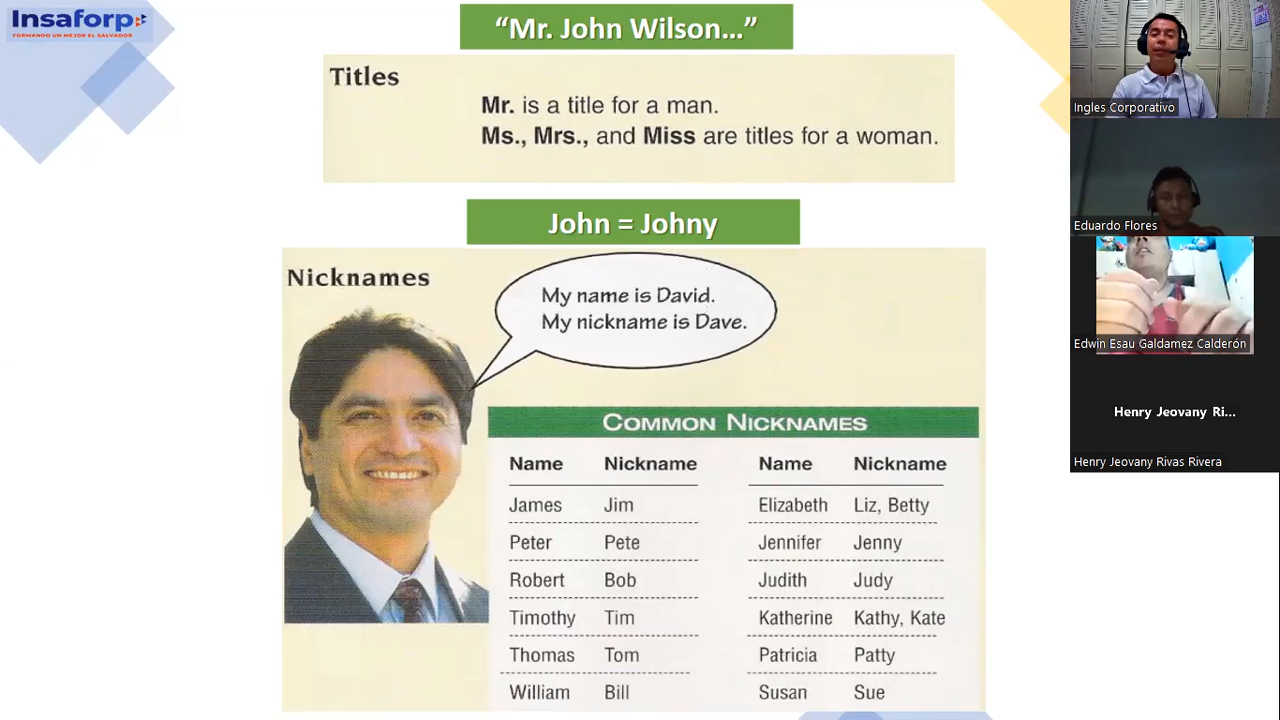 Insaforp
FORMANDO UN MEJOR EL SALVADOR
“Mr. John Wilson…”
Titles
Mr. is a title for a man.
Ms., Mrs., and Miss are titles for a woman.
John = Johny
Nicknames
My name is David.
My nickname is Dave.
COMMON NICKNAMES
Name Nickname Name Nickname
James Jim Elizabeth Liz, Betty
Peter Pete Jennifer Jenny
Robert Bob Judith Judy
Timothy Tim Katherine Kathy, Kate
Thomas Tom Patricia Patty
William Bill Susan Sue
Ingles Corporativo
Eduardo Flores
Edwin Esau Galdamez Calderón
Henry Jeovany Ri...
Henry Jeovany Rivas Rivera